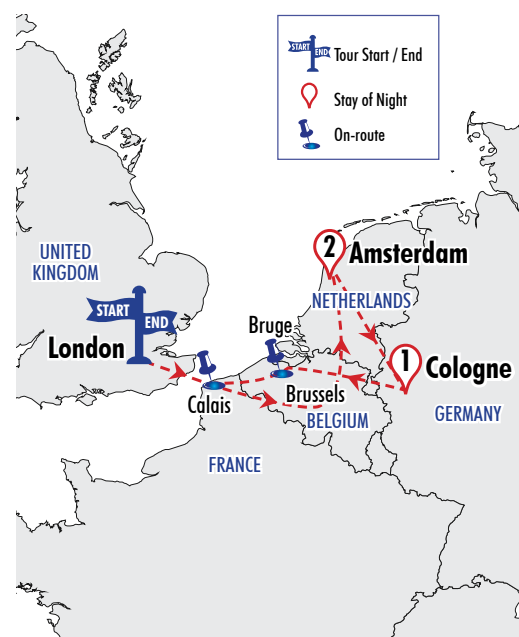 START
END
Tour Start / End
Stay of Night
On-route
UNITED
KINGDOM
2
Amsterdam
NETHERLANDS
START
END
Bruge
London
1
Cologne
Calais
Brussels
BELGIUM
GERMANY
FRANCE